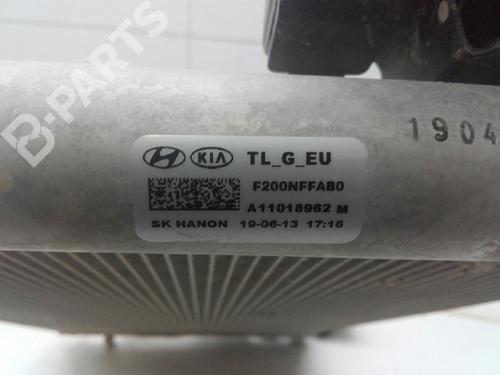 B-PARTS
1904
KIA TL_G_EU
F200NFFAB0
A11018962 M
SK HANON 19-06-13 17:16